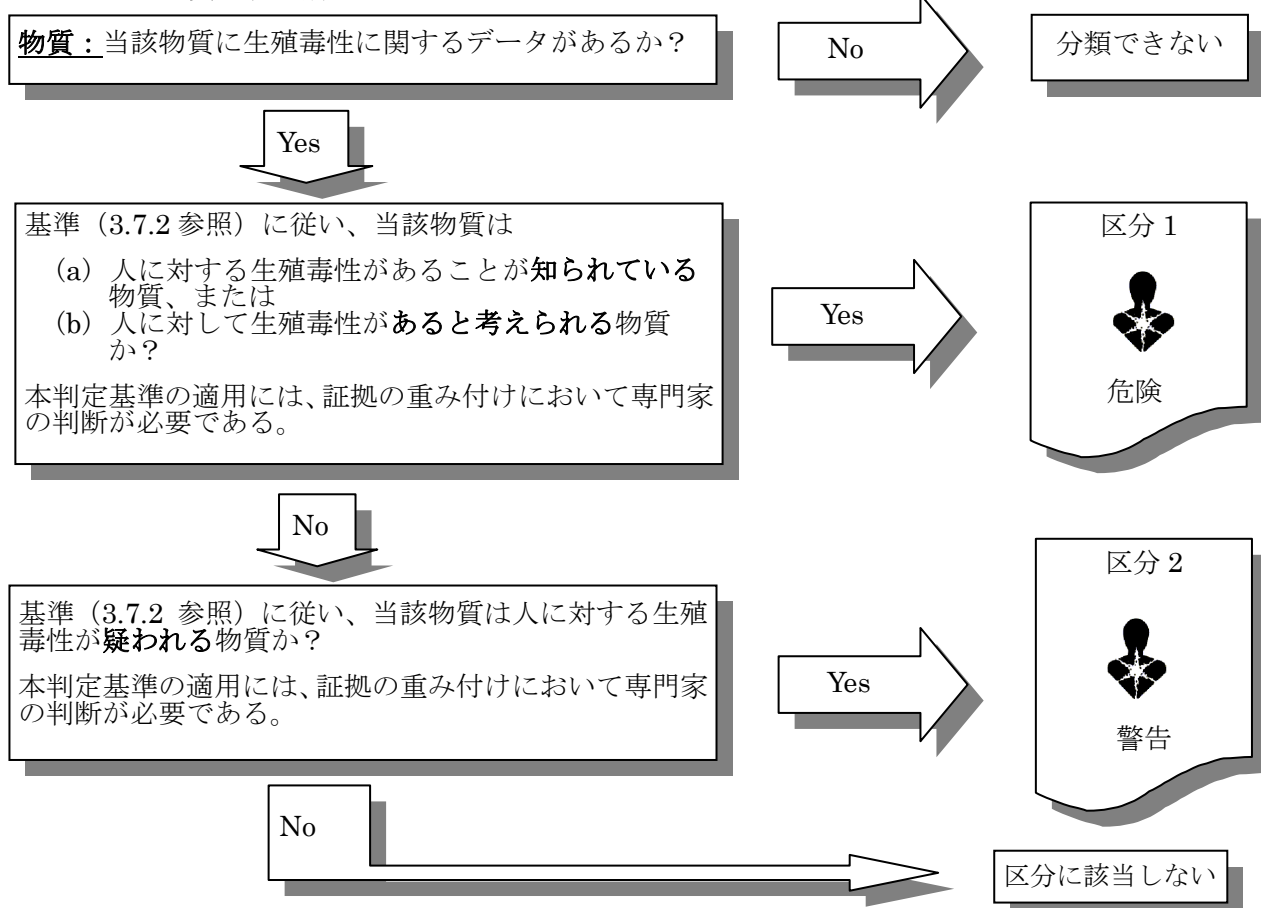 物質：当該物質に生殖毒性に関するデータがあるか？
No
分類できない
Yes
基準（3.7.2 参照）に従い、当該物質は
(a) 人に対する生殖毒性があることが知られている
物質、または
(b) 人に対して生殖毒性があると考えられる物質
か？
本判定基準の適用には、証拠の重み付けにおいて専門家
の判断が必要である。
Yes
区分 1
危険
No
基準（3.7.2 参照）に従い、当該物質は人に対する生殖
毒性が疑われる物質か？
本判定基準の適用には、証拠の重み付けにおいて専門家
の判断が必要である。
Yes
区分 2
警告
No
区分に該当しない